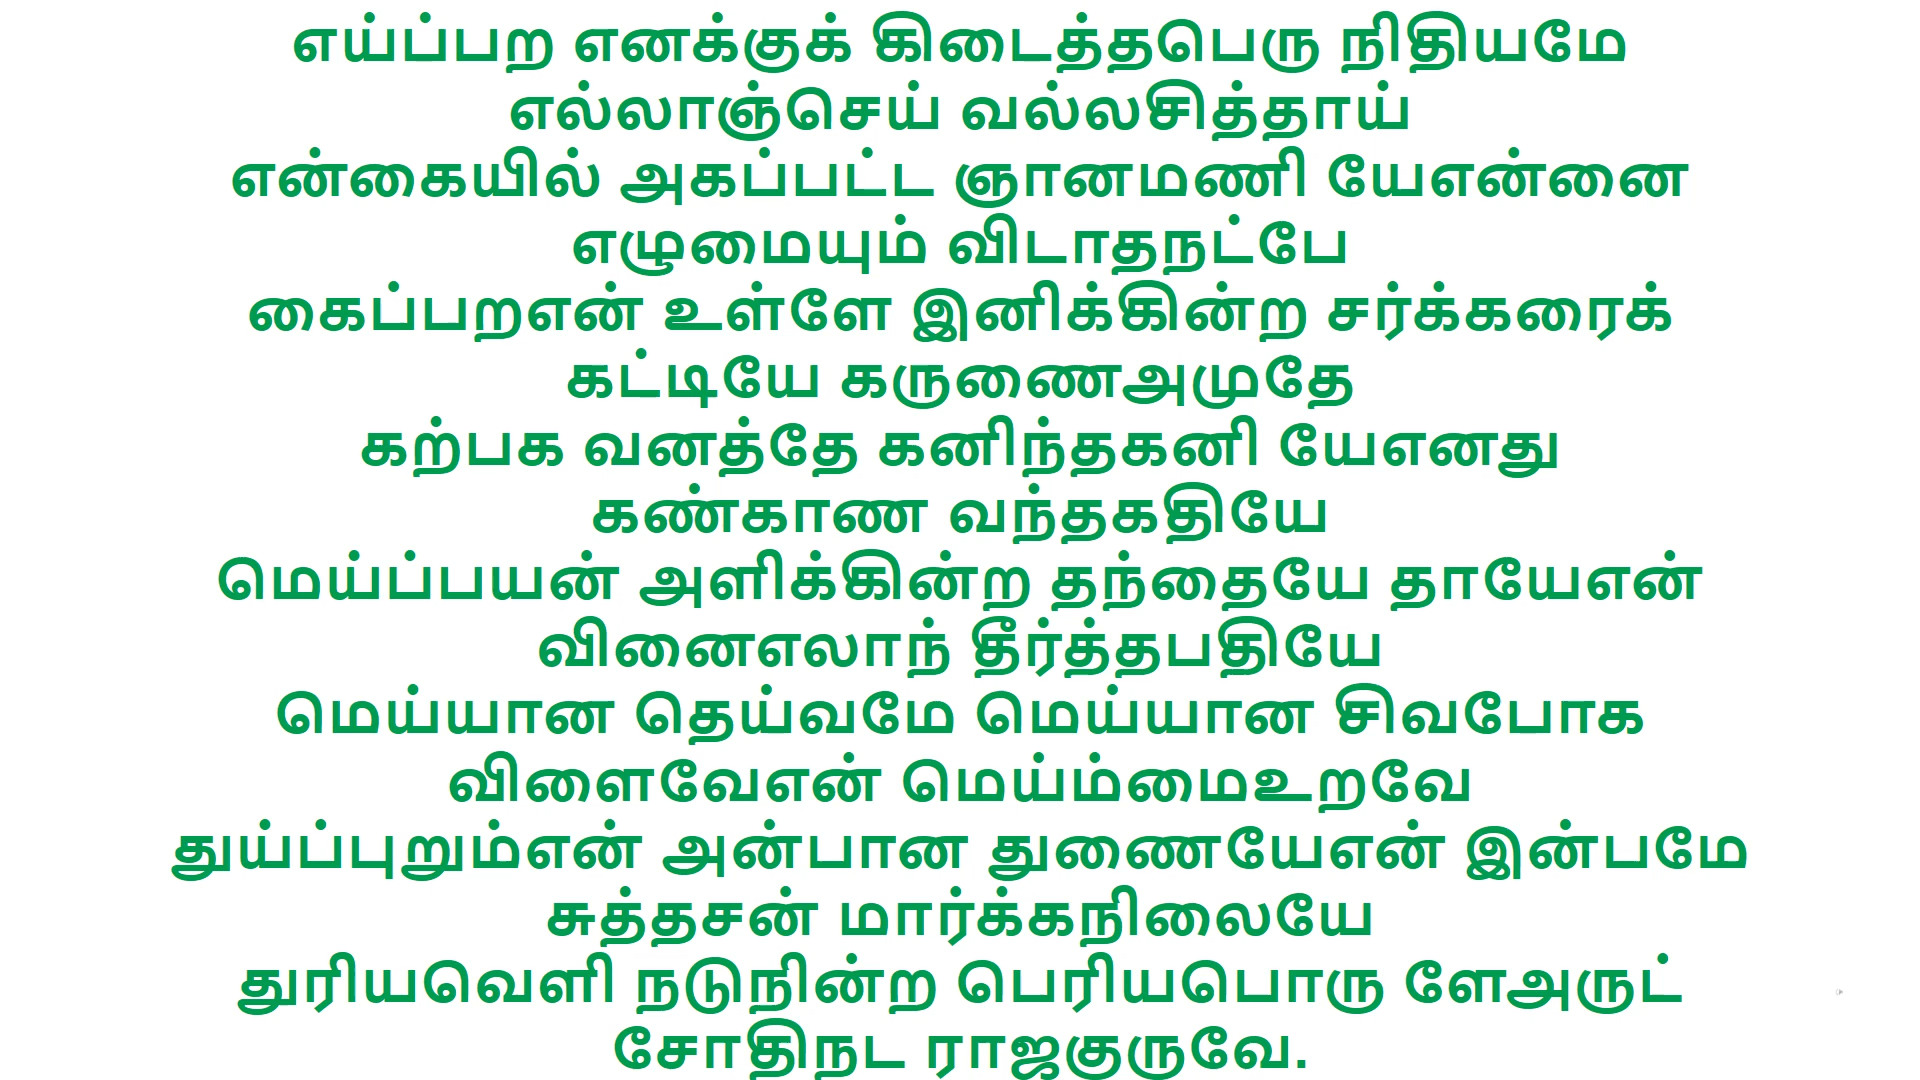 எய்ப்பற எனக்குக் கிடைத்தபெரு நிதியமே
எல்லாஞ்செய் வல்லசித்தாய்
என்கையில் அகப்பட்ட ஞானமணி யேஎன்னை
எழுமையும் விடாதநட்பே
கைப்பறஎன் உள்ளே இனிக்கின்ற சர்க்கரைக்
கட்டியே கருணைஅமுதே
கற்பக வனத்தே கனிந்தகனி யேஎனது
கண்காண வந்தகதியே
மெய்ப்பயன் அளிக்கின்ற தந்தையே தாயேஎன்
வினைஎலாந் தீர்த்தபதியே
மெய்யான தெய்வமே மெய்யான சிவபோக
விளைவேஎன் மெய்ம்மைஉறவே
துய்ப்புறும்என் அன்பான துணையேஎன் இன்பமே
சுத்தசன் மார்க்கநிலையே
துரியவெளி நடுநின்ற பெரியபொரு ளேஅருட்
சோதிநட ராஜகுருவே.